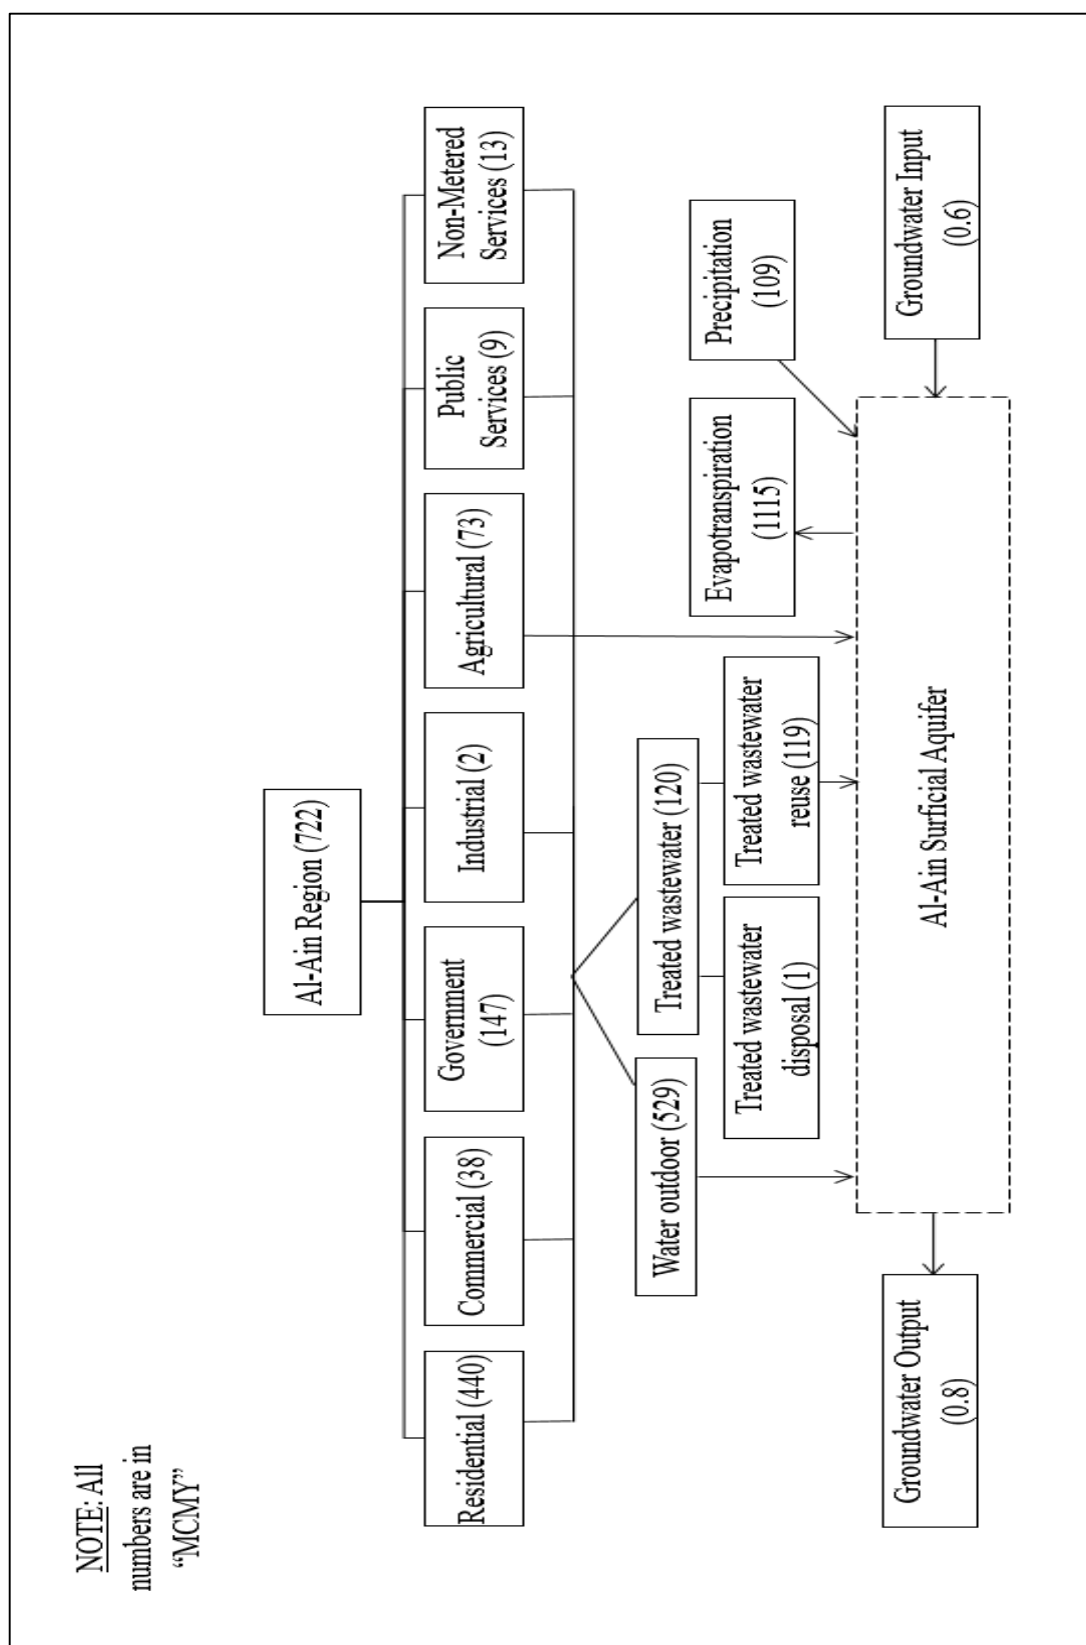 NOTE: All
numbers are in
“MCMY”
Al-Ain Region (722)
Residential (440)
Commercial (38)
Government
(147)
Industrial (2)
Agricultural (73)
Public
Services (9)
Non-Metered
Services (13)
Water outdoor (529)
Treated wastewater (120)
Treated wastewater
disposal (1)
Treated wastewater
reuse (119)
Evapotranspiration
(1115)
Precipitation
(109)
Groundwater Output
(0.8)
Al-Ain Surficial Aquifer
Groundwater Input
(0.6)